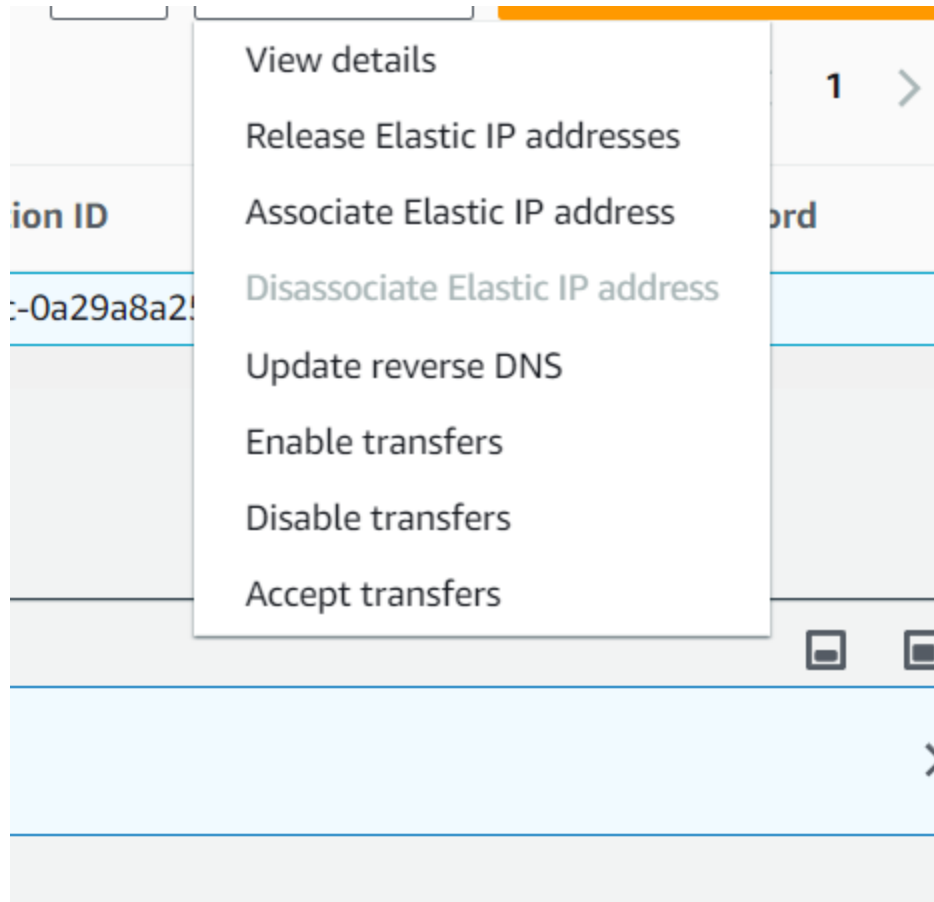 View details
1
Release Elastic IP addresses
ion ID
Associate Elastic IP address
ord
Disassociate Elastic IP address
-0a29a8a2
Update reverse DNS
Enable transfers
Disable transfers
Accept transfers